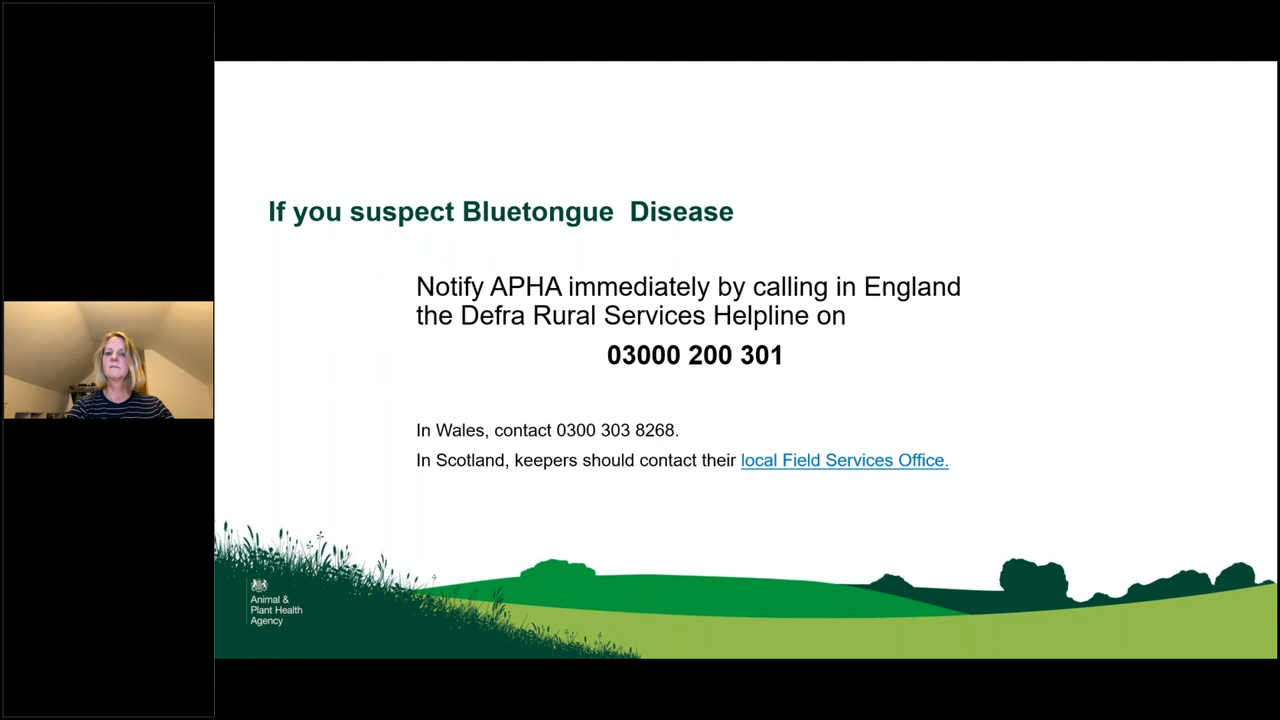 If you suspect Bluetongue  Disease
Notify APHA immediately by calling in England
the Defra Rural Services Helpline on
03000 200 301
In Wales, contact 0300 303 8268.
In Scotland, keepers should contact their local Field Services Office.
Animal &
Plant Health
Agency